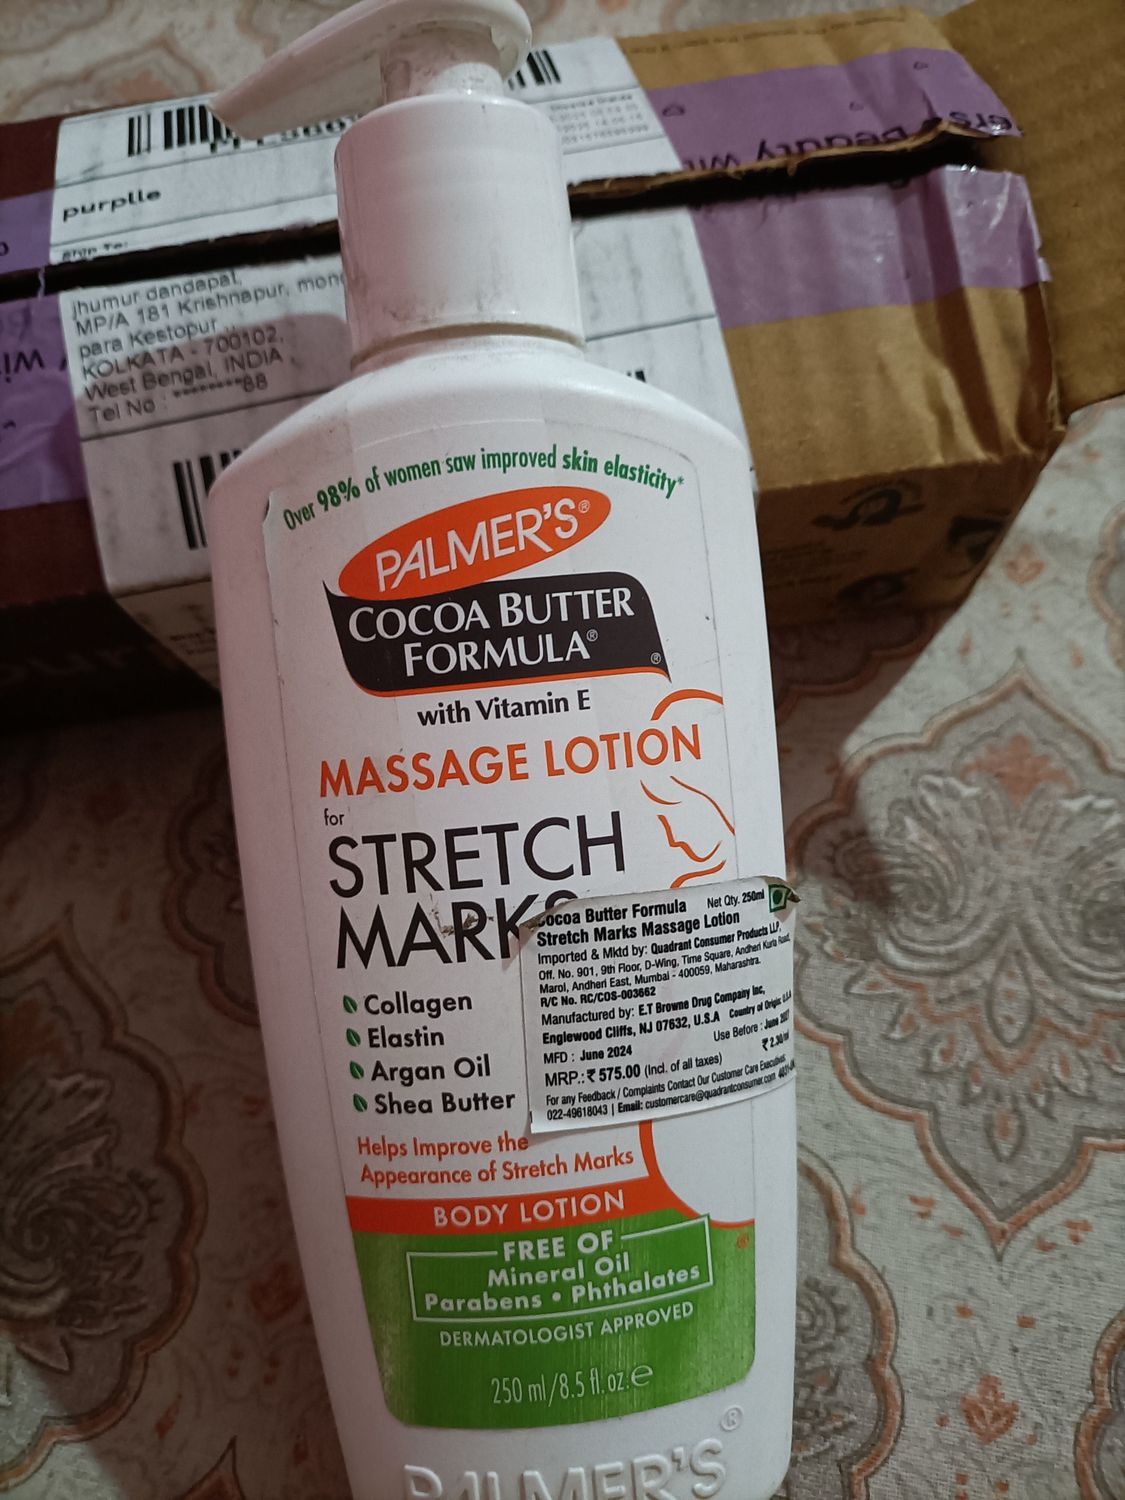 purplle
Ship To:
jhumur dandapat,
MP/A 181 Krishnapur, mon
para Kestopur
KOLKATA - 700102,
West Bengal, INDIA
Tel No : ********88
Over 98% of women saw improved skin elasticity*
PALMER'S®
COCOA BUTTER
FORMULA®
®
with Vitamin E
MASSAGE LOTION
for
STRETCH
MARKS
Collagen
Elastin
Argan Oil
Shea Butter
Helps Improve the
Appearance of Stretch Marks
BODY LOTION
FREE OF
Mineral Oil
Parabens • Phthalates
DERMATOLOGIST APPROVED
250 ml/8.5 fl.oz.℮
PALMER'S®
Cocoa Butter Formula Net Qty. 250ml
Stretch Marks Massage Lotion
Imported & Mktd by: Quadrant Consumer Products LLP,
Off. No. 901, 9th Floor, D-Wing, Time Square, Andheri Kurla Road,
Marol, Andheri East, Mumbai - 400059, Maharashtra.
R/C No. RC/COS-003662
Manufactured by: E.T Browne Drug Company Inc,
Englewood Cliffs, NJ 07632, U.S.A Country of Origin: U.S.A
MFD : June 2024 Use Before : June 2027
MRP.: ₹ 575.00 (Incl. of all taxes) ₹ 2.30/ml
For any Feedback / Complaints Contact Our Customer Care Executives,
022-49618043 | Email: customercare@quadrantconsumer.com